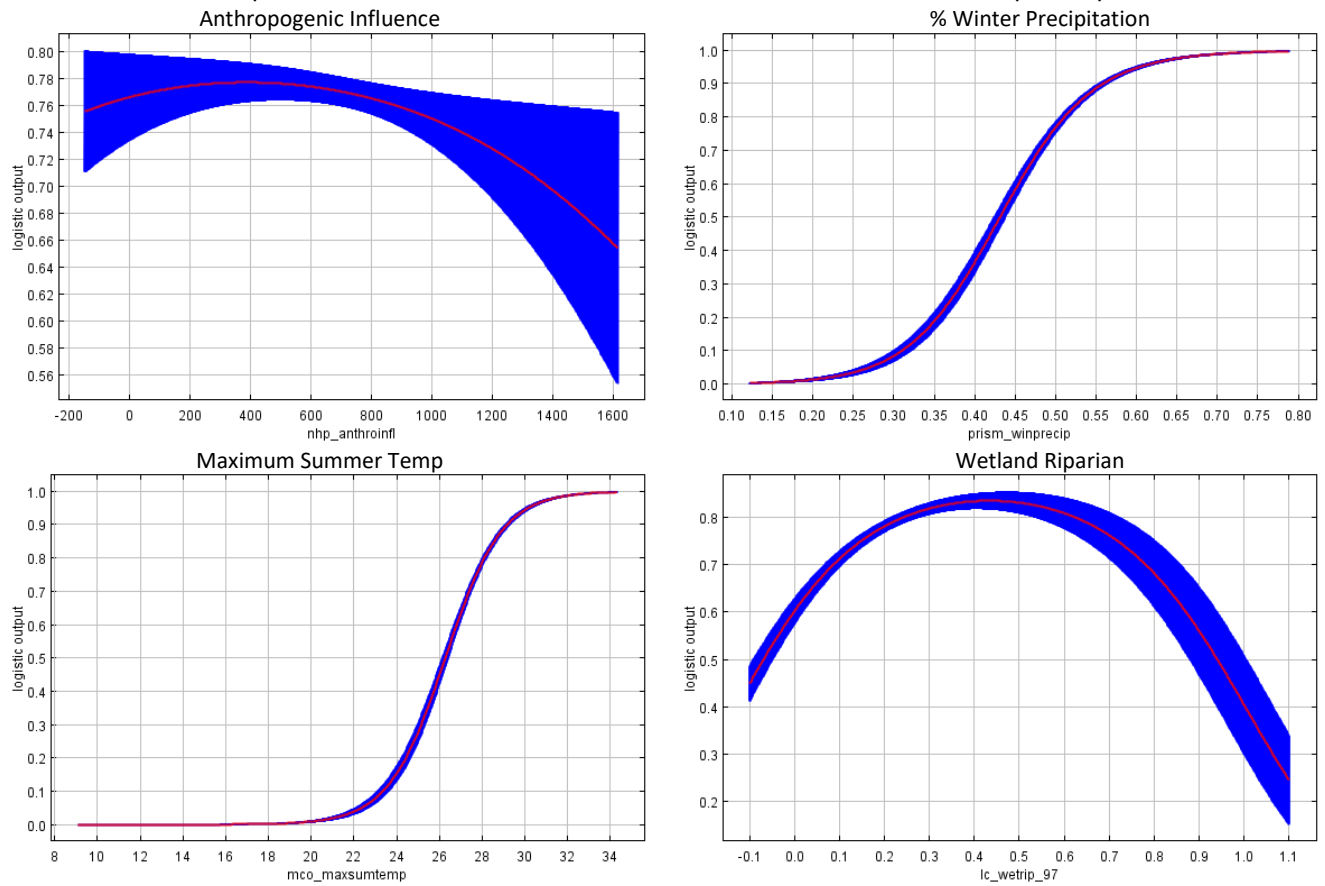 Anthropogenic Influence
0.80
0.78
0.76
0.74
0.72
0.70
0.68
0.66
0.64
0.62
0.60
0.58
0.56
logistic output
-200 0 200 400 600 800 1000 1200 1400 1600
nhp_anthroinfl
% Winter Precipitation
1.0
0.9
0.8
0.7
0.6
0.5
0.4
0.3
0.2
0.1
0.0
logistic output
0.10 0.15 0.20 0.25 0.30 0.35 0.40 0.45 0.50 0.55 0.60 0.65 0.70 0.75 0.80
prism_winprecip
Maximum Summer Temp
1.0
0.9
0.8
0.7
0.6
0.5
0.4
0.3
0.2
0.1
0.0
logistic output
8 10 12 14 16 18 20 22 24 26 28 30 32 34
mco_maxsumtemp
Wetland Riparian
0.8
0.7
0.6
0.5
0.4
0.3
0.2
logistic output
-0.1 0.0 0.1 0.2 0.3 0.4 0.5 0.6 0.7 0.8 0.9 1.0 1.1
lc_wetrip_97